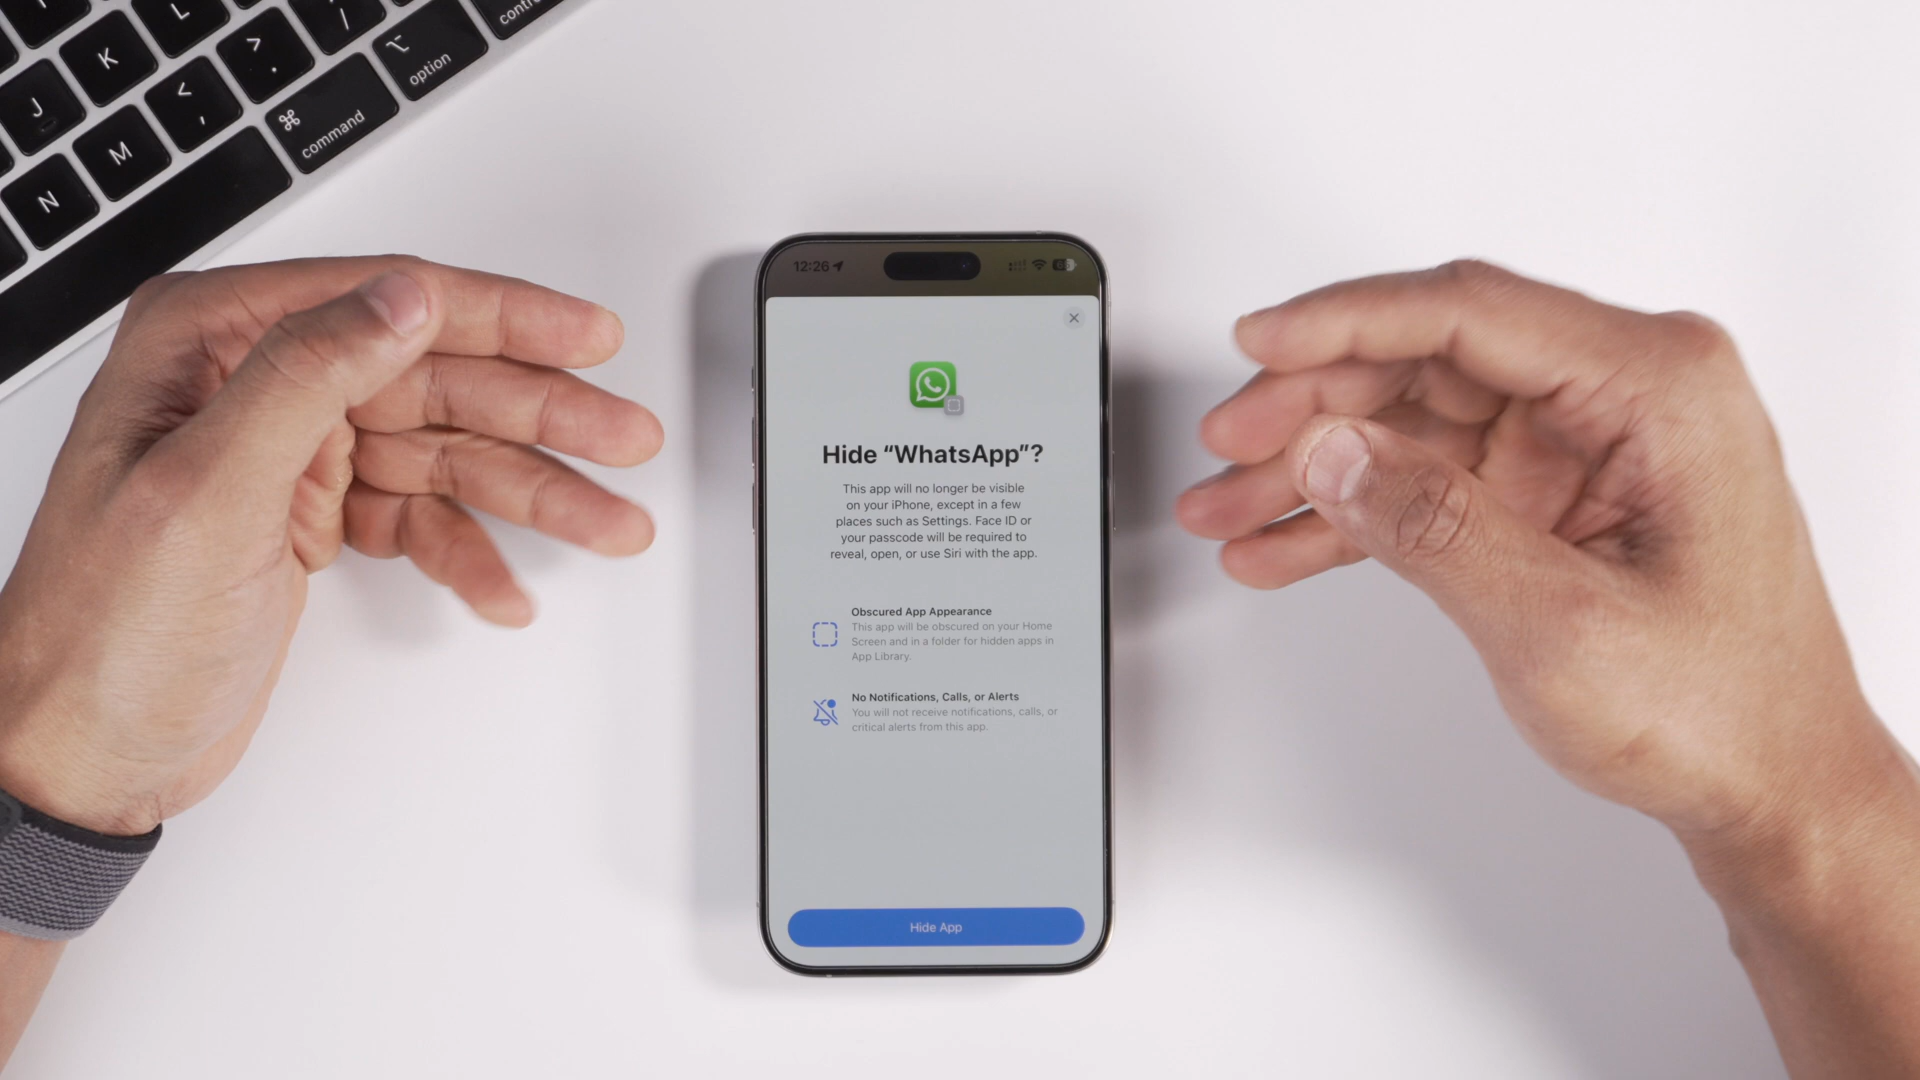 L
K
J
M
N
<
,
>
.
/
⌘
command
⌥
option
12:26
Hide “WhatsApp”?
This app will no longer be visible
on your iPhone, except in a few
places such as Settings. Face ID or
your passcode will be required to
reveal, open, or use Siri with the app.
Obscured App Appearance
This app will be obscured on your Home
Screen and in a folder for hidden apps in
App Library.
No Notifications, Calls, or Alerts
You will not receive notifications, calls, or
critical alerts from this app.
Hide App